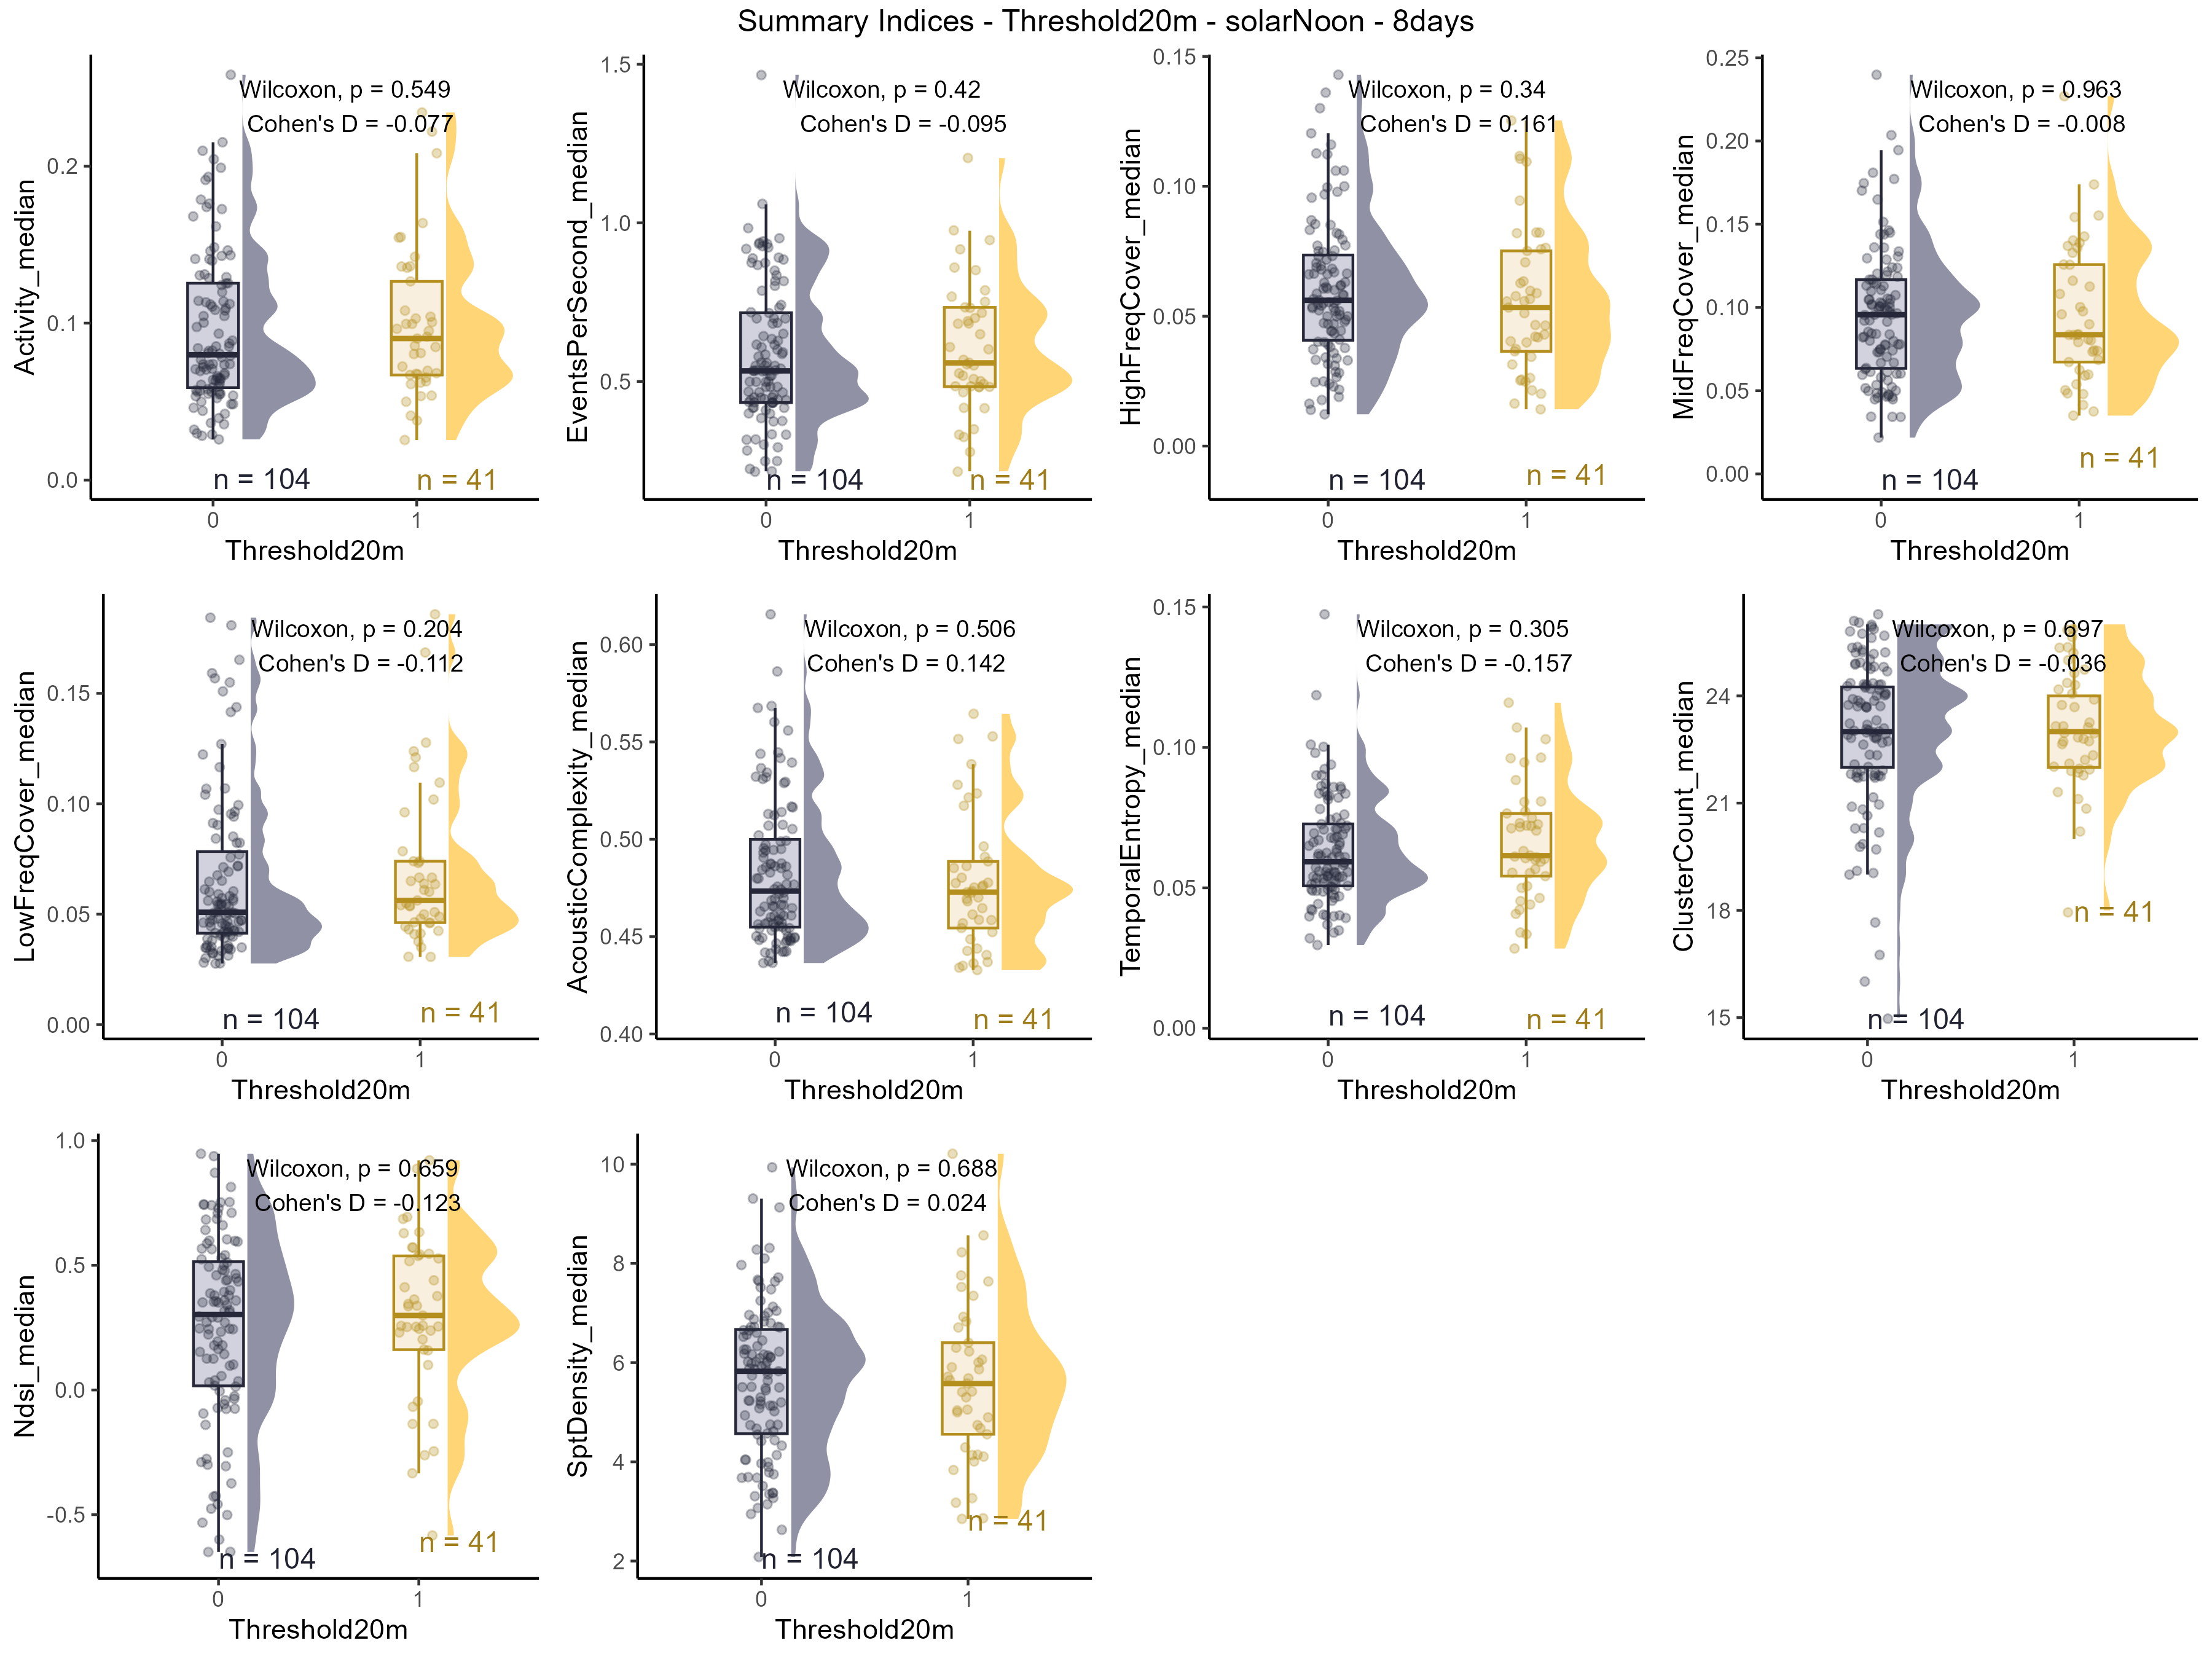 Summary Indices - Threshold20m - solarNoon - 8days
Activity_median
0.2
0.1
0.0
Wilcoxon, p = 0.549
Cohen's D = -0.077
n = 104
n = 41
0
1
Threshold20m
EventsPerSecond_median
1.5
1.0
0.5
Wilcoxon, p = 0.42
Cohen's D = -0.095
n = 104
n = 41
0
1
Threshold20m
HighFreqCover_median
0.15
0.10
0.05
0.00
Wilcoxon, p = 0.34
Cohen's D = 0.161
n = 104
n = 41
0
1
Threshold20m
MidFreqCover_median
0.25
0.20
0.15
0.10
0.05
0.00
Wilcoxon, p = 0.963
Cohen's D = -0.008
n = 104
n = 41
0
1
Threshold20m
LowFreqCover_median
0.15
0.10
0.05
0.00
Wilcoxon, p = 0.204
Cohen's D = -0.112
n = 104
n = 41
0
1
Threshold20m
AcousticComplexity_median
0.60
0.55
0.50
0.45
0.40
Wilcoxon, p = 0.506
Cohen's D = 0.142
n = 104
n = 41
0
1
Threshold20m
TemporalEntropy_median
0.15
0.10
0.05
0.00
Wilcoxon, p = 0.305
Cohen's D = -0.157
n = 104
n = 41
0
1
Threshold20m
ClusterCount_median
24
21
18
15
Wilcoxon, p = 0.697
Cohen's D = -0.036
n = 104
n = 41
0
1
Threshold20m
Ndsi_median
1.0
0.5
0.0
-0.5
Wilcoxon, p = 0.659
Cohen's D = -0.123
n = 104
n = 41
0
1
Threshold20m
SptDensity_median
10
8
6
4
2
Wilcoxon, p = 0.688
Cohen's D = 0.024
n = 104
n = 41
0
1
Threshold20m